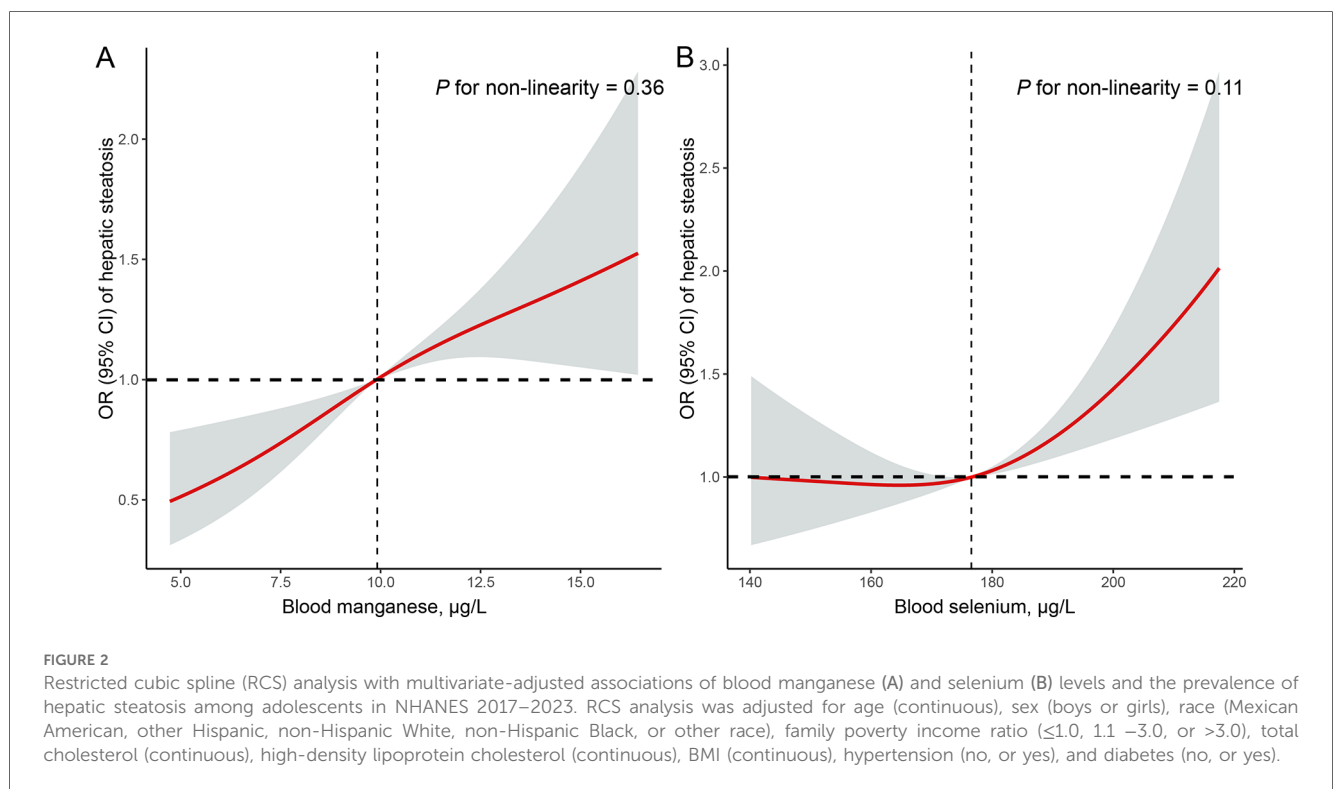 A
P for non-linearity = 0.36
OR (95% CI) of hepatic steatosis
2.0
1.5
1.0
0.5
5.0 7.5 10.0 12.5 15.0
Blood manganese, µg/L
B
P for non-linearity = 0.11
OR (95% CI) of hepatic steatosis
3.0
2.5
2.0
1.5
1.0
140 160 180 200 220
Blood selenium, µg/L
FIGURE 2
Restricted cubic spline (RCS) analysis with multivariate-adjusted associations of blood manganese (A) and selenium (B) levels and the prevalence of
hepatic steatosis among adolescents in NHANES 2017–2023. RCS analysis was adjusted for age (continuous), sex (boys or girls), race (Mexican
American, other Hispanic, non-Hispanic White, non-Hispanic Black, or other race), family poverty income ratio (≤1.0, 1.1 –3.0, or >3.0), total
cholesterol (continuous), high-density lipoprotein cholesterol (continuous), BMI (continuous), hypertension (no, or yes), and diabetes (no, or yes).